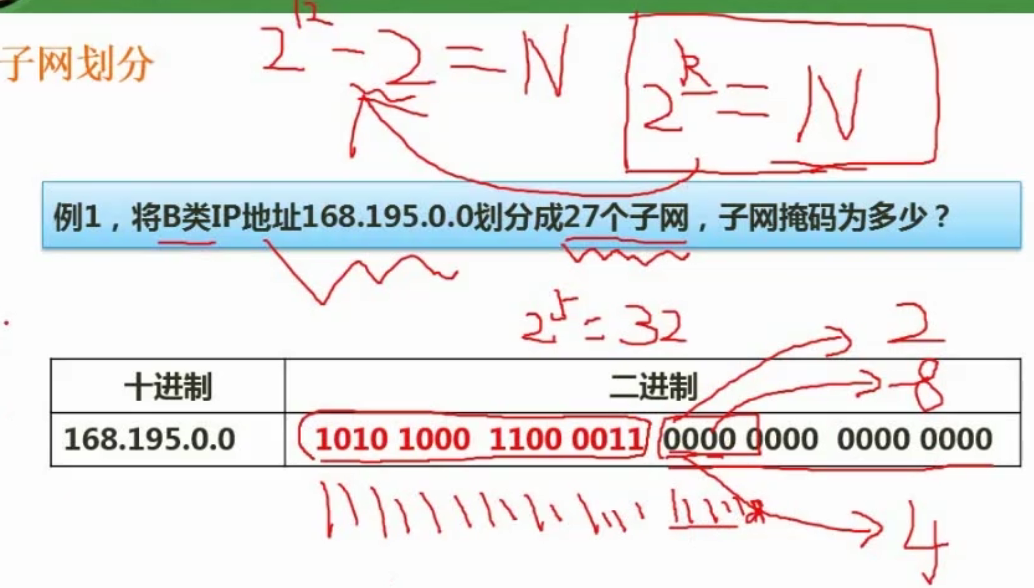 2^12 - 2 = N
2^k = N
子网划分
例1，将B类IP地址168.195.0.0划分成27个子网，子网掩码为多少？
2^5 = 32
2
8
十进制 二进制
168.195.0.0 1010 1000 1100 0011 0000 0000 0000 0000
4